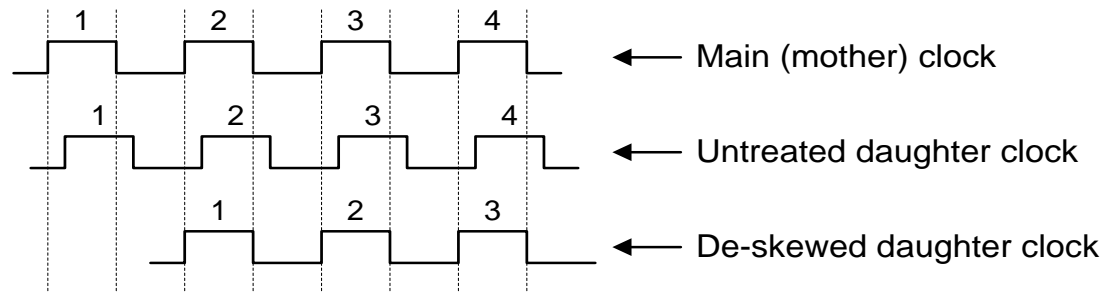 1 2 3 4
Main (mother) clock
1 2 3 4
Untreated daughter clock
1 2 3
De-skewed daughter clock